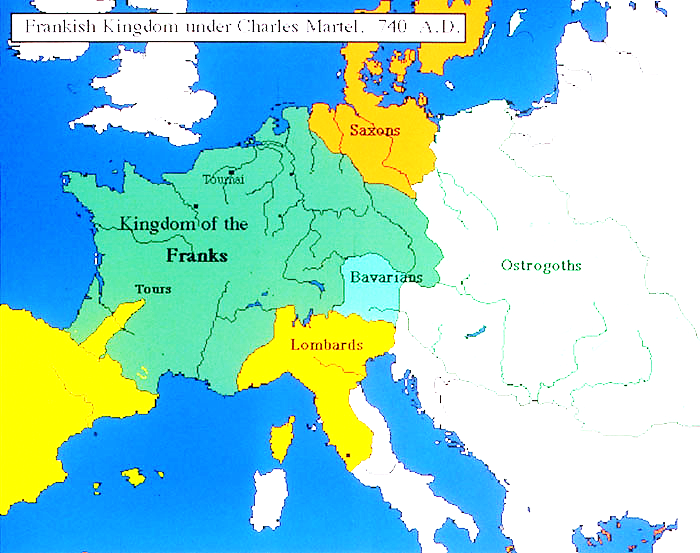 Frankish Kingdom under Charles Martel, 740 A.D.
Saxons
Tournai
Kingdom of the
Franks
Ostrogoths
Bavarians
Tours
Lombards